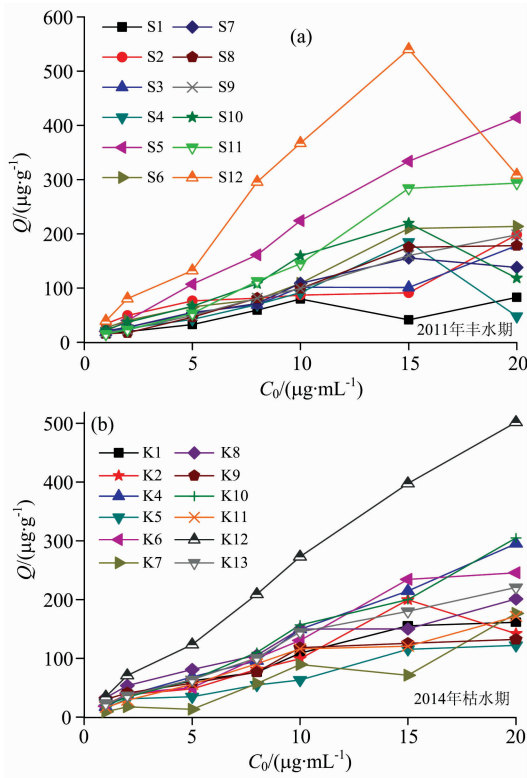 (a)
600
500
400
300
200
100
0
Q/(μg·g⁻¹)
S1 S7
S2 S8
S3 S9
S4 S10
S5 S11
S6 S12
2011年丰水期
0 5 10 15 20
C₀/(μg·mL⁻¹)
(b)
500
400
300
200
100
0
Q/(μg·g⁻¹)
K1 K8
K2 K9
K4 K10
K5 K11
K6 K12
K7 K13
2014年枯水期
0 5 10 15 20
C₀/(μg·mL⁻¹)